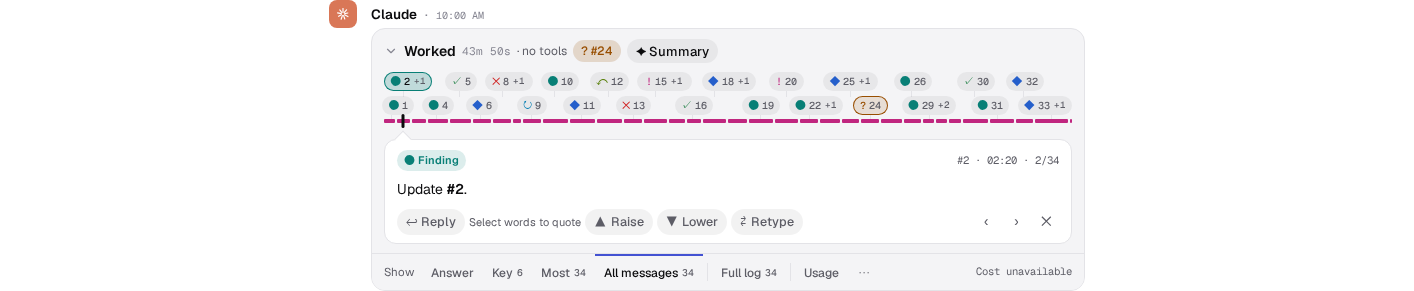 Claude · 10:00 AM
Worked 43m 50s · no tools ? #24 Summary
2 +1 5 8 +1 10 12 ! 15 +1 18 +1 ! 20 25 +1 26 30 32
1 4 6 9 11 13 16 19 22 +1 ? 24 29 +2 31 33 +1
Finding #2 · 02:20 · 2/34
Update #2.
Reply Select words to quote Raise Lower Retype
Show Answer Key 6 Most 34 All messages 34 Full log 34 Usage ··· Cost unavailable